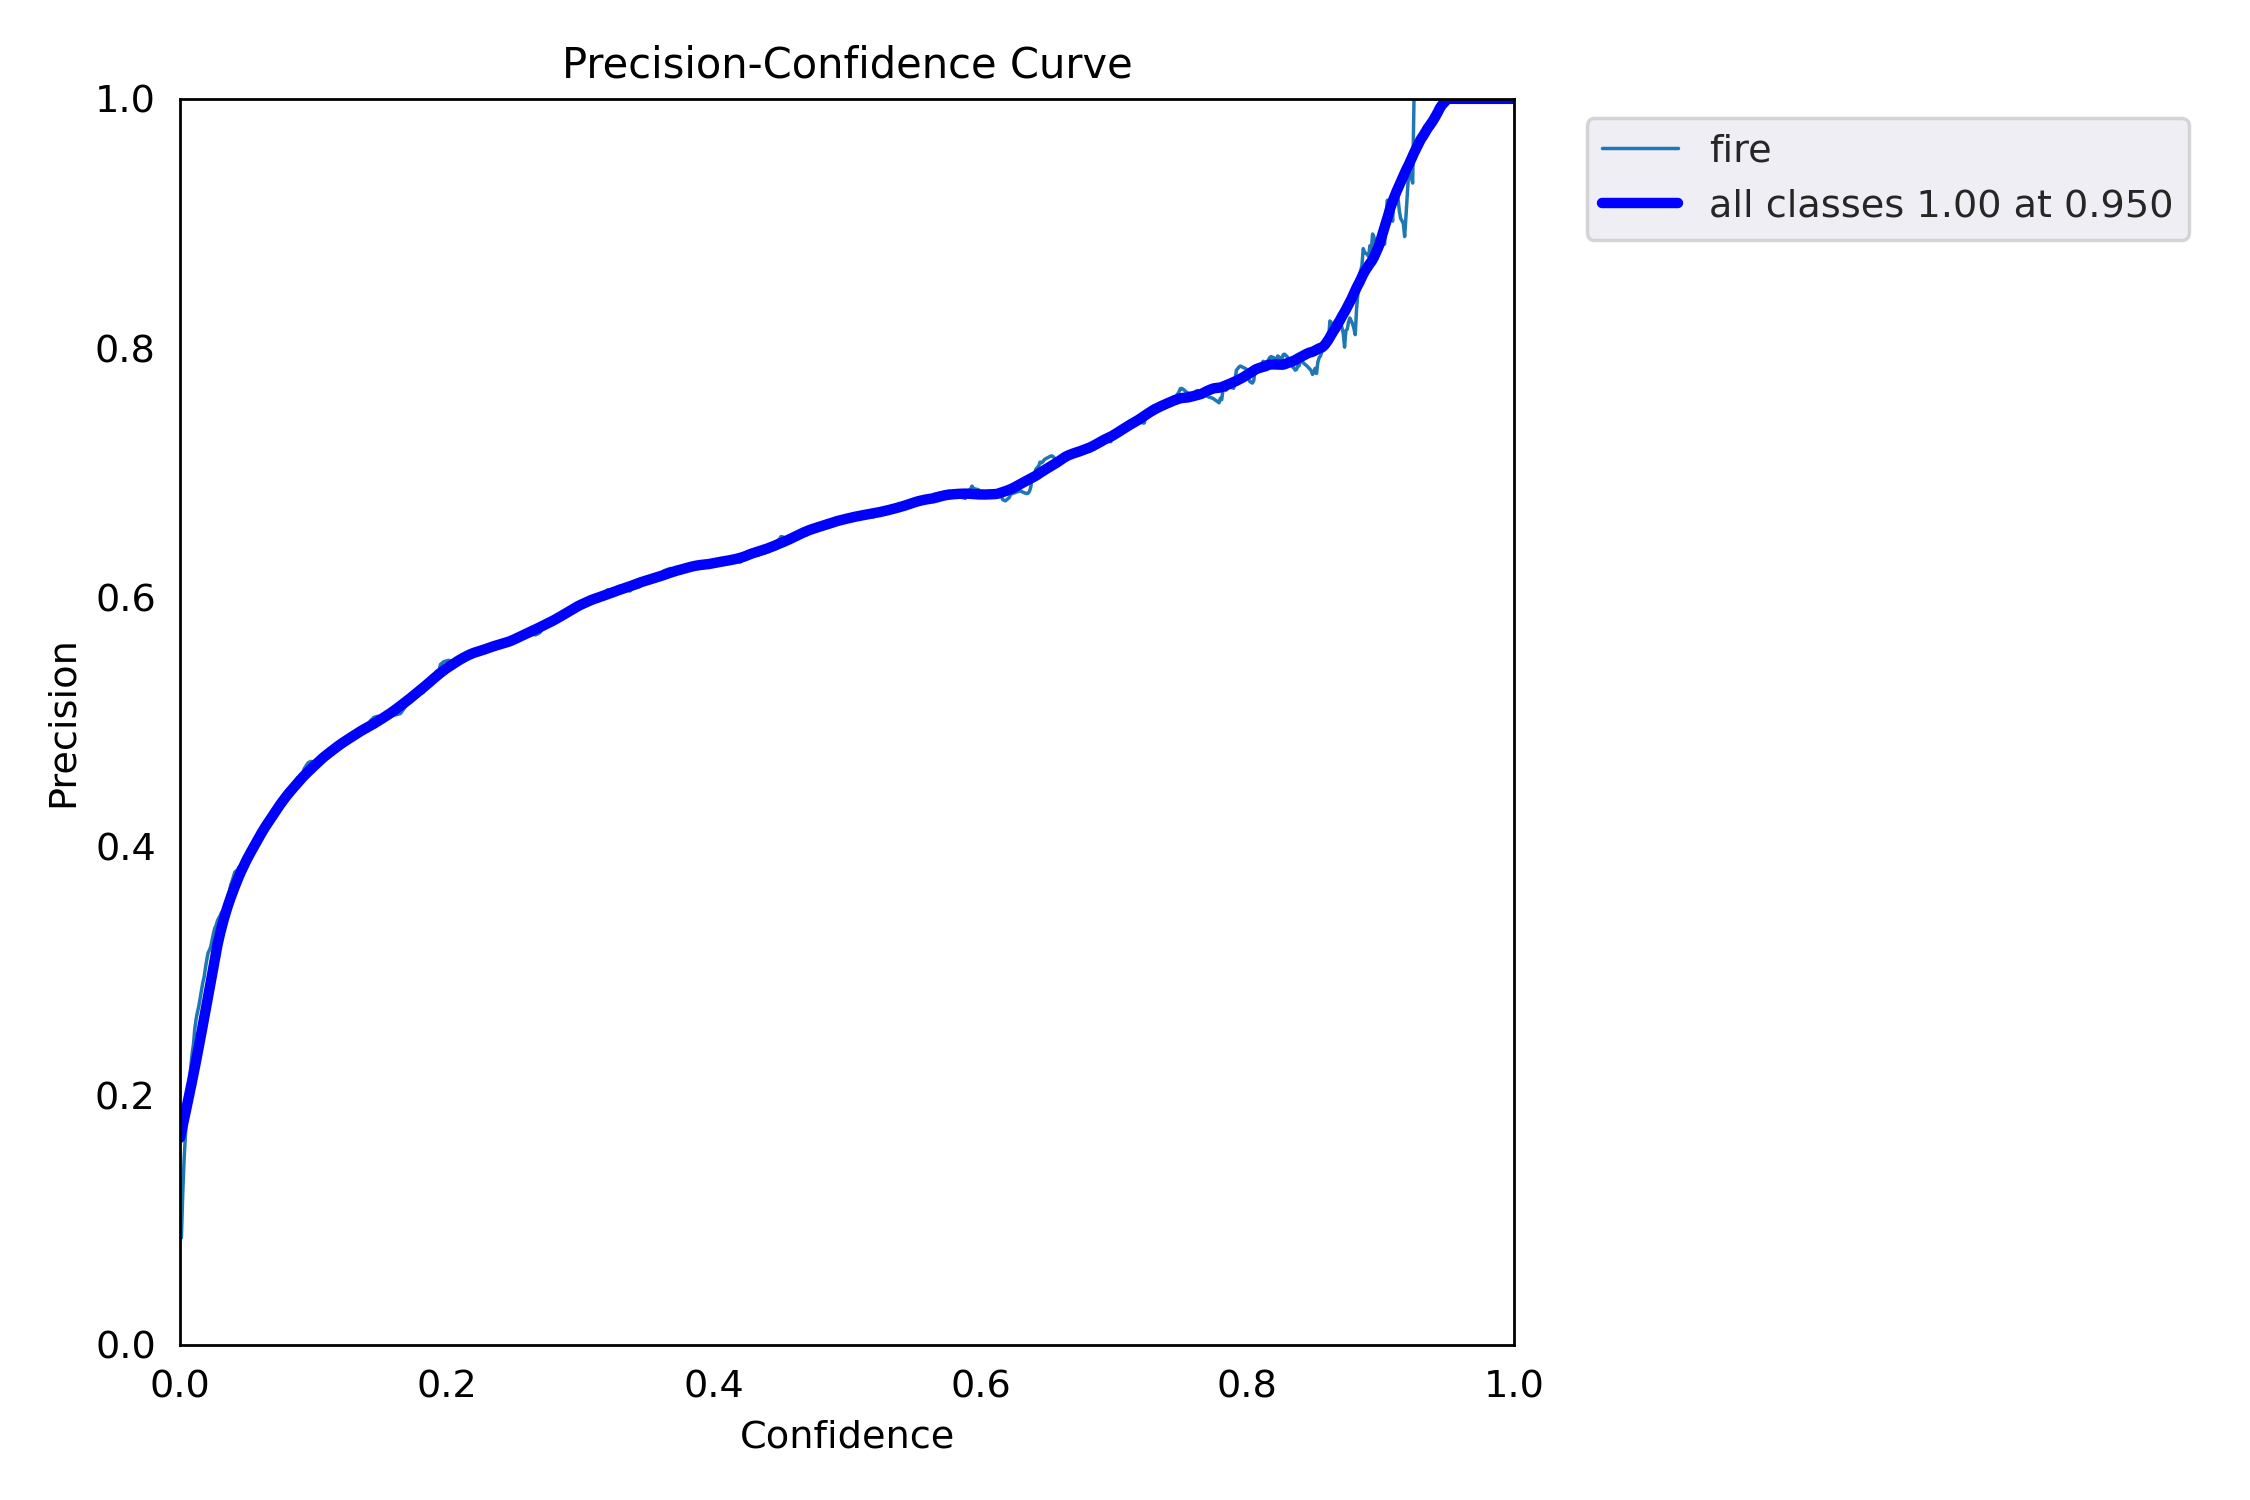 Precision-Confidence Curve
fire
all classes 1.00 at 0.950
1.0
0.8
0.6
0.4
0.2
0.0
Precision
0.0 0.2 0.4 0.6 0.8 1.0
Confidence